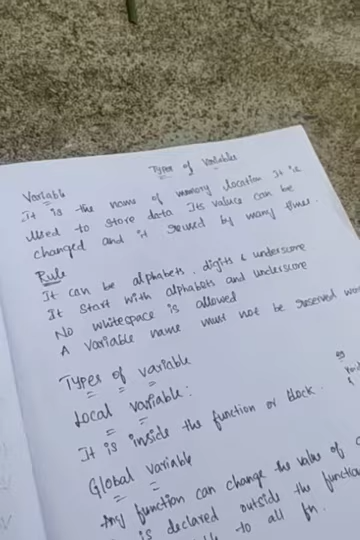 Types of Variables
Variable
It is the name of memory location It is
used to store data Its values can be
changed and it reused by many times.
Rule
It can be alphabets, digits & underscore
It start with alphabets and underscore
No whitespace is allowed
A variable name must not be reserved
Types of variable
Local variable:
It is inside the function or block.
eg
Global variable
Any function can change the value of
is declared outside the function
to all fn.